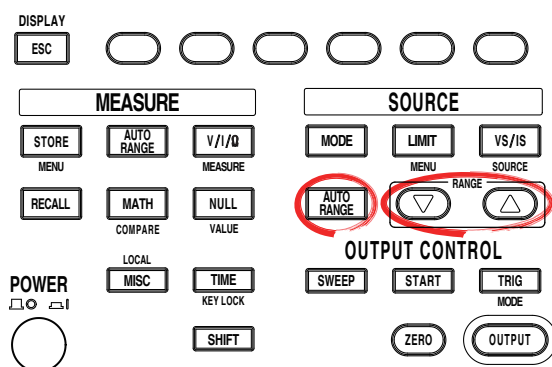 DISPLAY
ESC
MEASURE
SOURCE
STORE
AUTO
RANGE
V/I/Ω
MODE
LIMIT
VS/IS
MENU
MEASURE
MENU
SOURCE
RECALL
MATH
NULL
AUTO
RANGE
RANGE
COMPARE
VALUE
OUTPUT CONTROL
LOCAL
MISC
TIME
SWEEP
START
TRIG
KEY LOCK
MODE
POWER
SHIFT
ZERO
OUTPUT